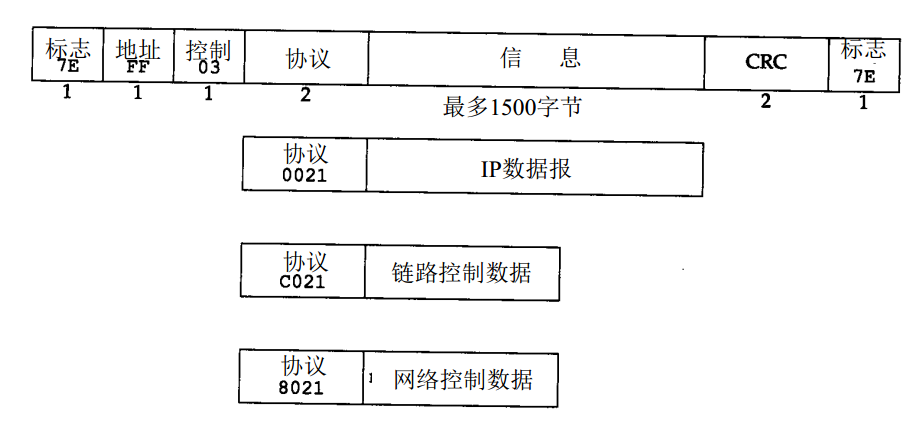 标志 地址 控制 协议 信 息 CRC 标志
7E FF 03 7E
1 1 1 2 最多1500字节 2 1
协议 IP数据报
0021
协议 链路控制数据
C021
协议 网络控制数据
8021